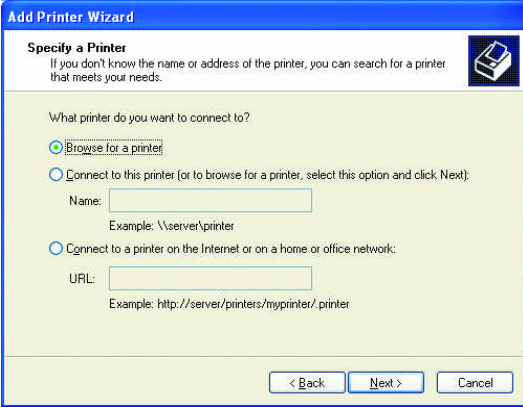 Add Printer Wizard
Specify a Printer
If you don't know the name or address of the printer, you can search for a printer
that meets your needs.
What printer do you want to connect to?
Browse for a printer
Connect to this printer (or to browse for a printer, select this option and click Next):
Name:
Example: \\server\printer
Connect to a printer on the Internet or on a home or office network:
URL:
Example: http://server/printers/myprinter/.printer
< Back Next > Cancel